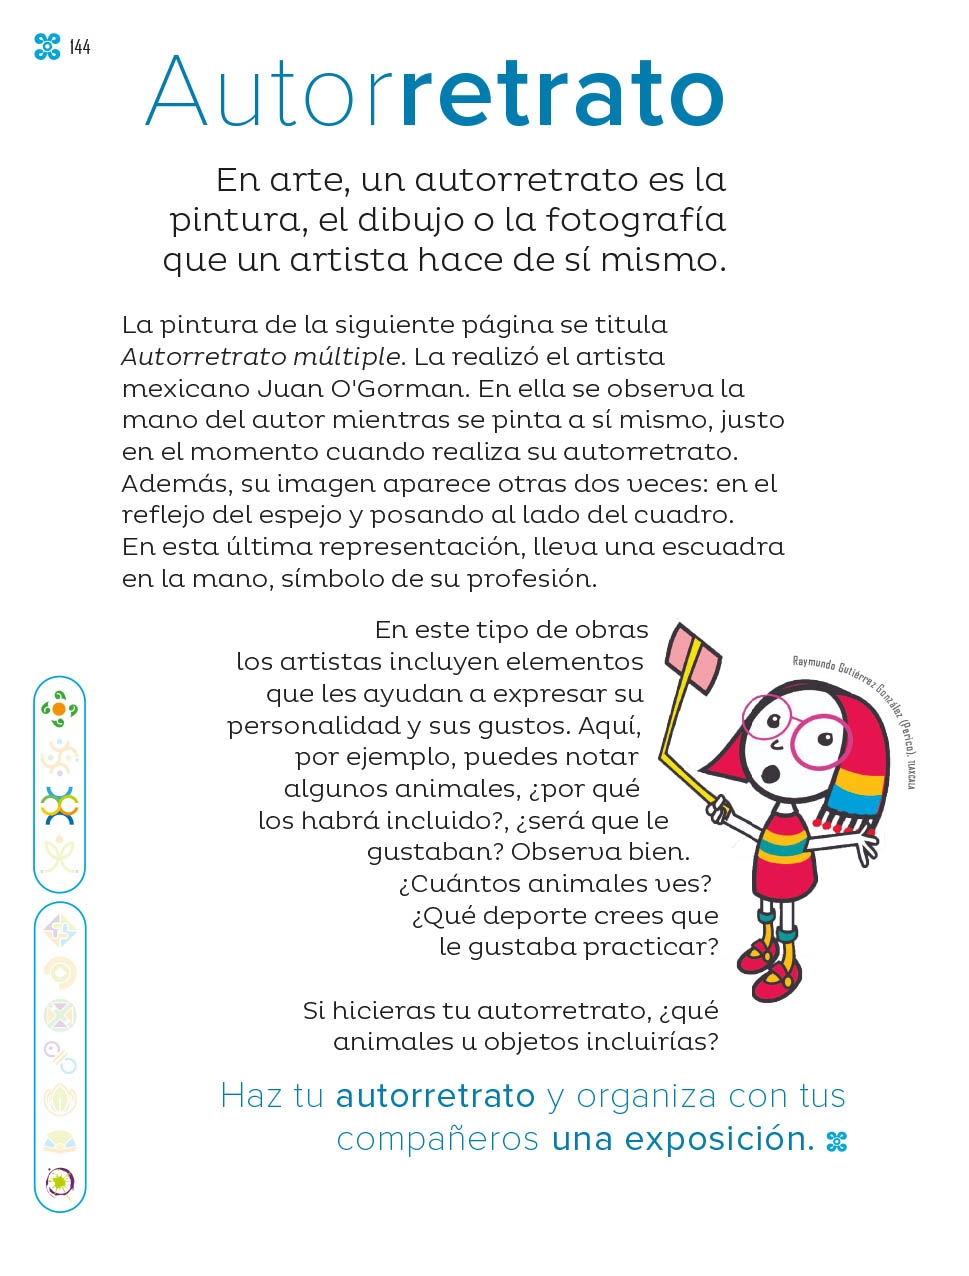 144
Autorretrato
En arte, un autorretrato es la
pintura, el dibujo o la fotografía
que un artista hace de sí mismo.
La pintura de la siguiente página se titula
Autorretrato múltiple. La realizó el artista
mexicano Juan O'Gorman. En ella se observa la
mano del autor mientras se pinta a sí mismo, justo
en el momento cuando realiza su autorretrato.
Además, su imagen aparece otras dos veces: en el
reflejo del espejo y posando al lado del cuadro.
En esta última representación, lleva una escuadra
en la mano, símbolo de su profesión.
En este tipo de obras
los artistas incluyen elementos
que les ayudan a expresar su
personalidad y sus gustos. Aquí,
por ejemplo, puedes notar
algunos animales, ¿por qué
los habrá incluido?, ¿será que le
gustaban? Observa bien.
¿Cuántos animales ves?
¿Qué deporte crees que
le gustaba practicar?
Raymundo Gutiérrez González (Perico), TLAXCALA
Si hicieras tu autorretrato, ¿qué
animales u objetos incluirías?
Haz tu autorretrato y organiza con tus
compañeros una exposición.